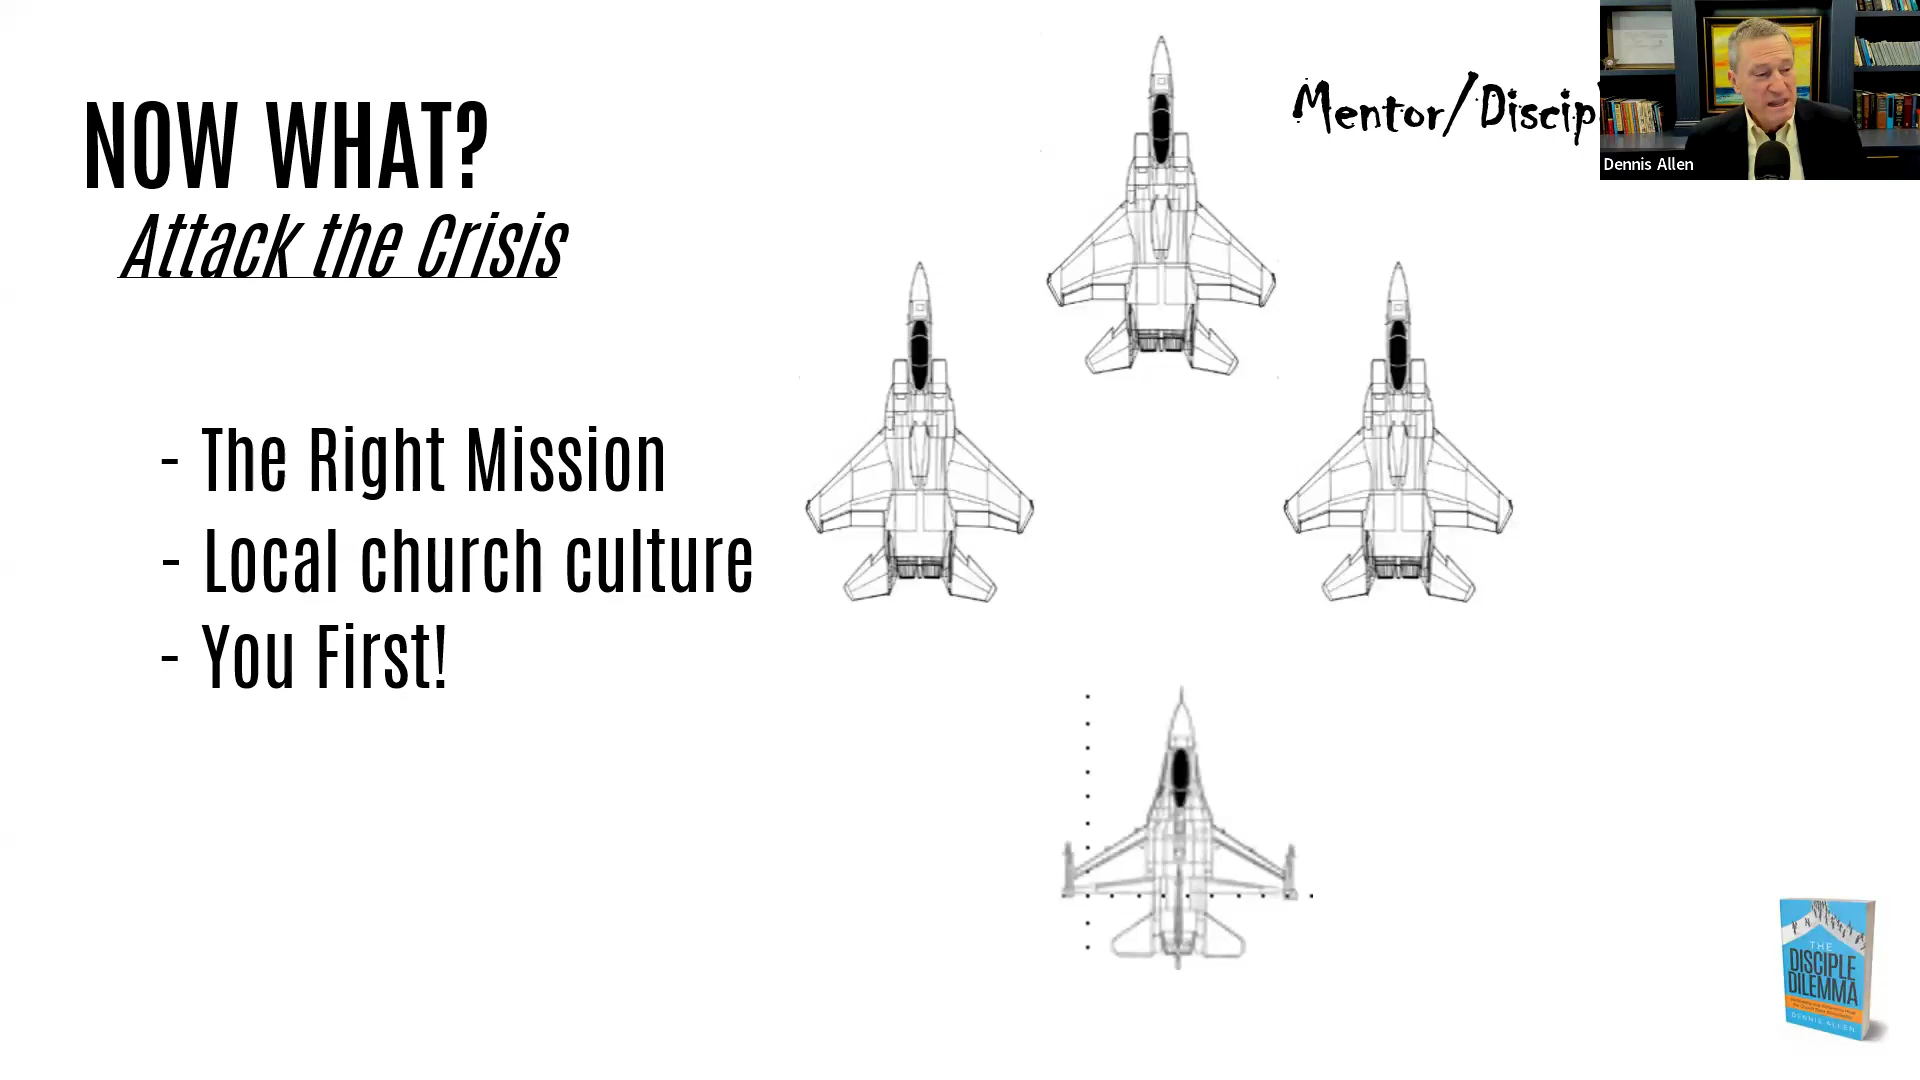 NOW WHAT?
Attack the Crisis
- The Right Mission
- Local church culture
- You First!
Mentor/Discip
Dennis Allen
THE
DISCIPLE
DILEMMA
DENNIS ALLEN